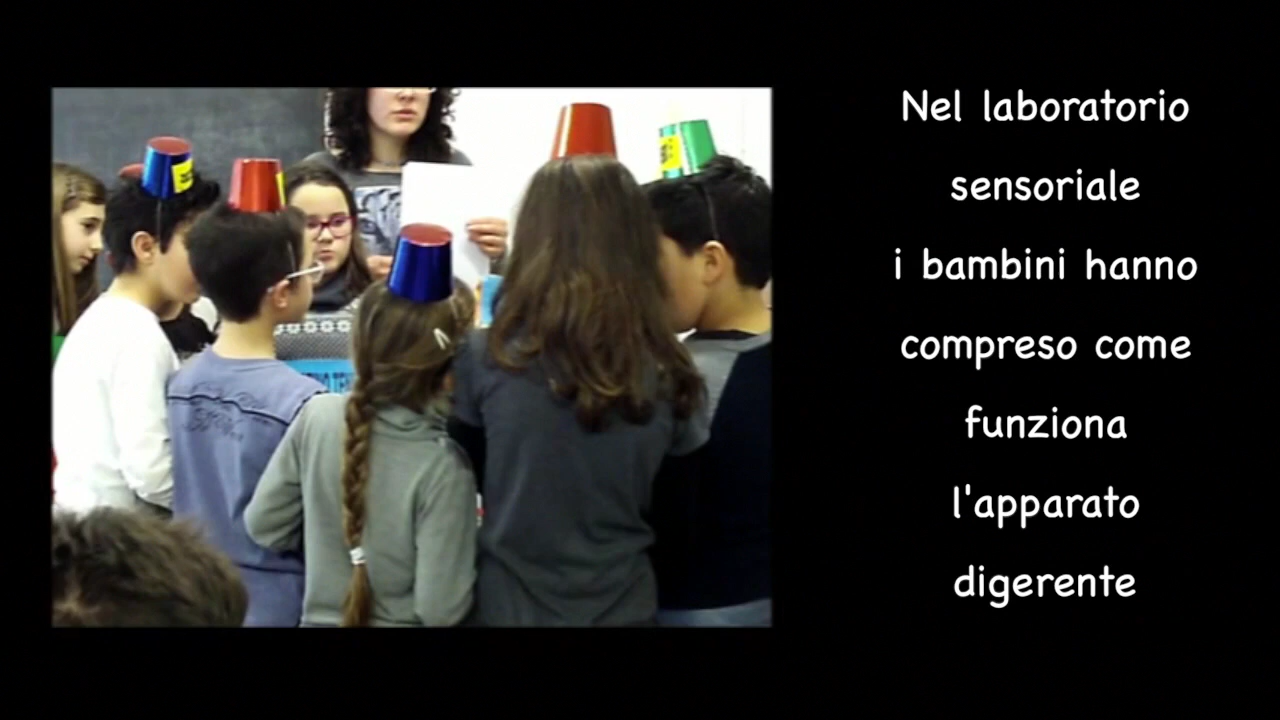 Nel laboratorio
sensoriale
i bambini hanno
compreso come
funziona
l'apparato
digerente